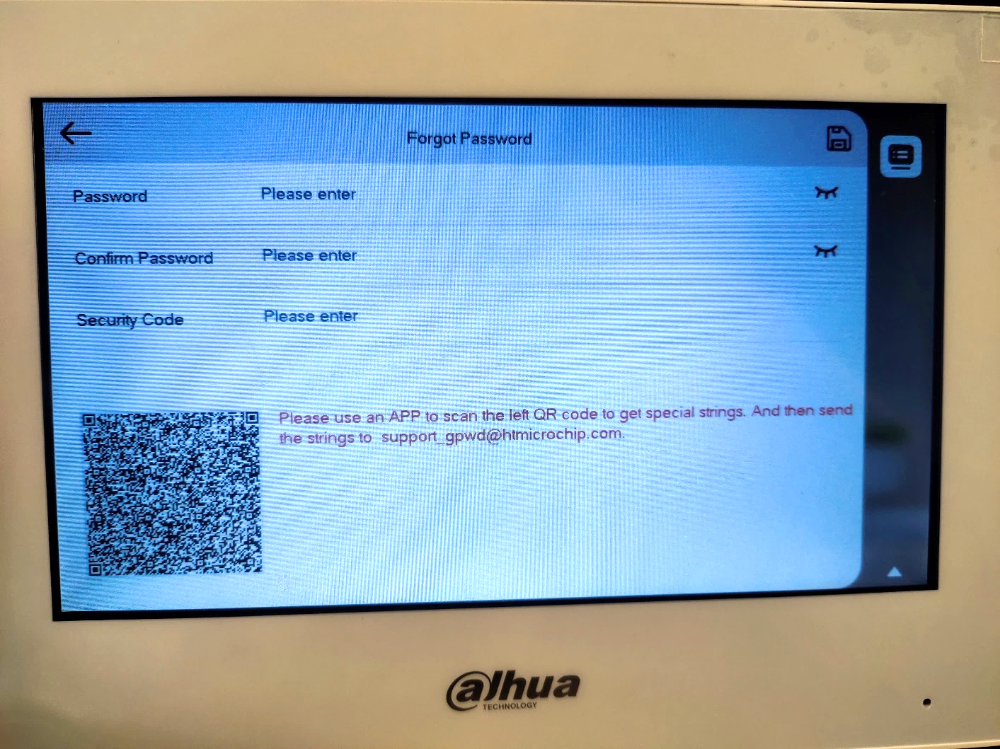 Forgot Password
Password Please enter
Confirm Password Please enter
Security Code Please enter
Please use an APP to scan the left QR code to get special strings. And then send
the strings to support_gpwd@htmicrochip.com.
alhua
TECHNOLOGY